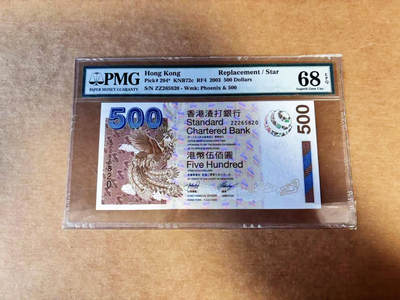 PMG
PAPER MONEY GUARANTY
Hong Kong Replacement / Star
Pick# 294* KNB72c RF4 2003 500 Dollars
S/N ZZ265820 - Wmk: Phoenix & 500
68 EPQ
Superb Gem Unc
500
香港渣打銀行
Standard
Chartered Bank
ZZ265820
港幣伍佰圓
Five Hundred
500